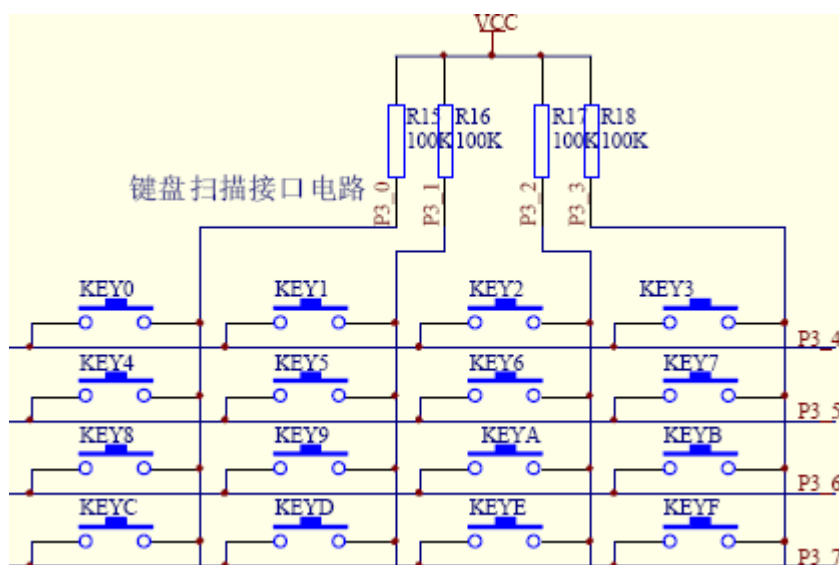 VCC
R15 R16 R17 R18
100K 100K 100K 100K
键盘扫描接口电路
P3_0 P3_1 P3_2 P3_3
KEY0 KEY1 KEY2 KEY3
P3_4
KEY4 KEY5 KEY6 KEY7
P3_5
KEY8 KEY9 KEYA KEYB
P3_6
KEYC KEYD KEYE KEYF
P3_7